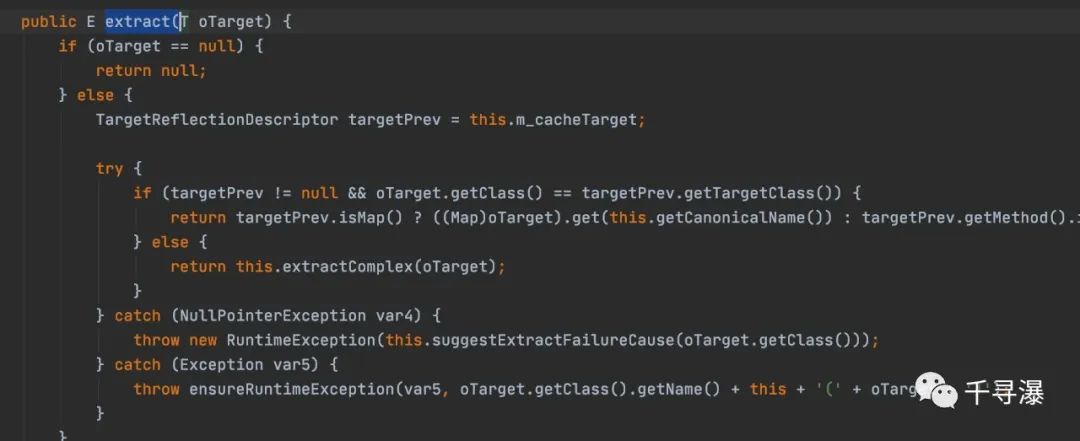 public E extract(T oTarget) {
if (oTarget == null) {
return null;
} else {
TargetReflectionDescriptor targetPrev = this.m_cacheTarget;
try {
if (targetPrev != null && oTarget.getClass() == targetPrev.getTargetClass()) {
return targetPrev.isMap() ? ((Map)oTarget).get(this.getCanonicalName()) : targetPrev.getMethod().
} else {
return this.extractComplex(oTarget);
}
} catch (NullPointerException var4) {
throw new RuntimeException(this.suggestExtractFailureCause(oTarget.getClass()));
} catch (Exception var5) {
throw ensureRuntimeException(var5, oTarget.getClass().getName() + this + '(' + oTarg
}
}
千寻瀑